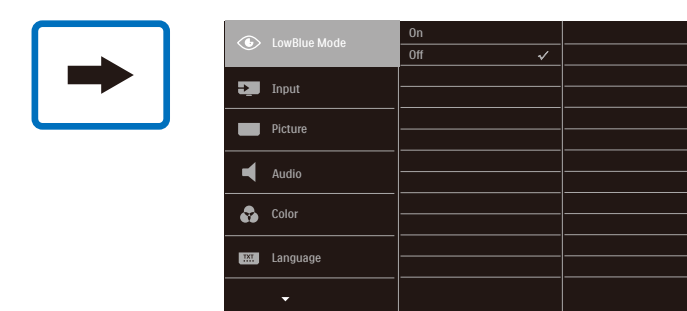 LowBlue Mode
On
Off
Input
Picture
Audio
Color
TXT
Language